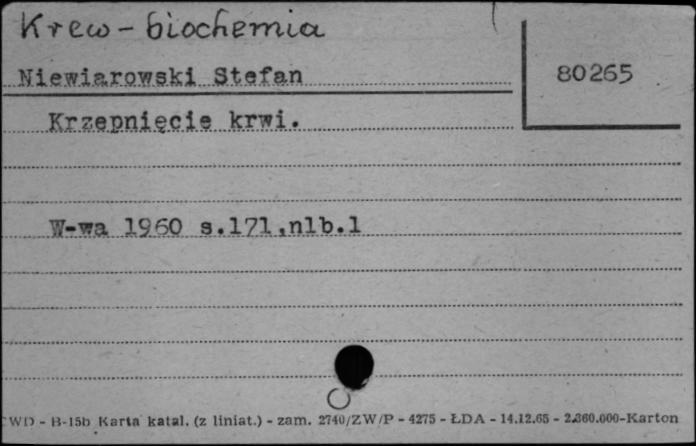 Krew - biochemia
80265
Niewiarowski Stefan
Krzepnięcie krwi.
W-wa 1960 s.171,nlb.1
CWD - B-15b Karta katal. (z liniat.) - zam. 2740/ZW/P - 4275 - ŁDA - 14.12.65 - 2.360.000-Karton